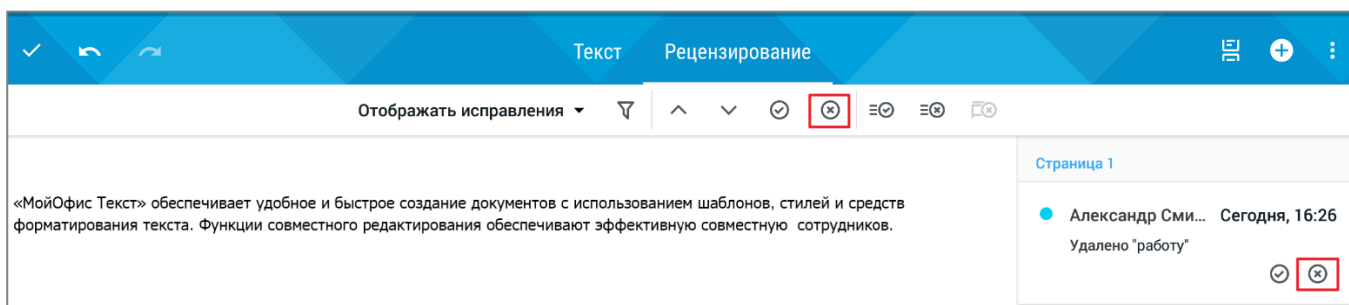 Текст Рецензирование
Отображать исправления
Страница 1
«МойОфис Текст» обеспечивает удобное и быстрое создание документов с использованием шаблонов, стилей и средств
форматирования текста. Функции совместного редактирования обеспечивают эффективную совместную сотрудников.
Александр Сми... Сегодня, 16:26
Удалено "работу"